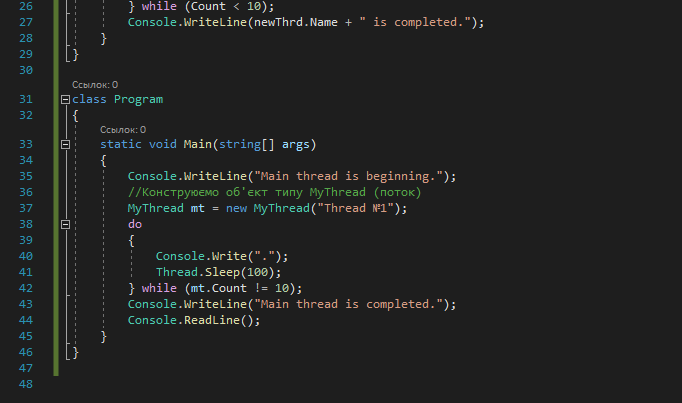 26 } while (Count < 10);
27 Console.WriteLine(newThrd.Name + " is completed.");
28 }
29 }
30
Ссылок: 0
31 class Program
32 {
Ссылок: 0
33 static void Main(string[] args)
34 {
35 Console.WriteLine("Main thread is beginning.");
36 //Конструюємо об'єкт типу MyThread (поток)
37 MyThread mt = new MyThread("Thread №1");
38 do
39 {
40 Console.Write(".");
41 Thread.Sleep(100);
42 } while (mt.Count != 10);
43 Console.WriteLine("Main thread is completed.");
44 Console.ReadLine();
45 }
46 }
47
48